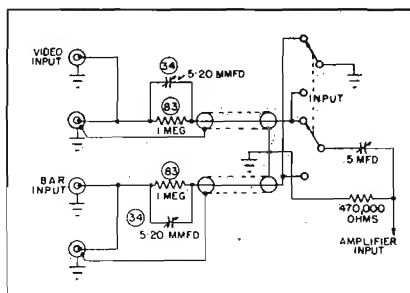 VIDEO
INPUT
34
5-20 MMFD
83
1 MEG
INPUT
BAR
INPUT
83
1 MEG
34
5-20 MMFD
.5 MFD
470,000
OHMS
AMPLIFIER
INPUT